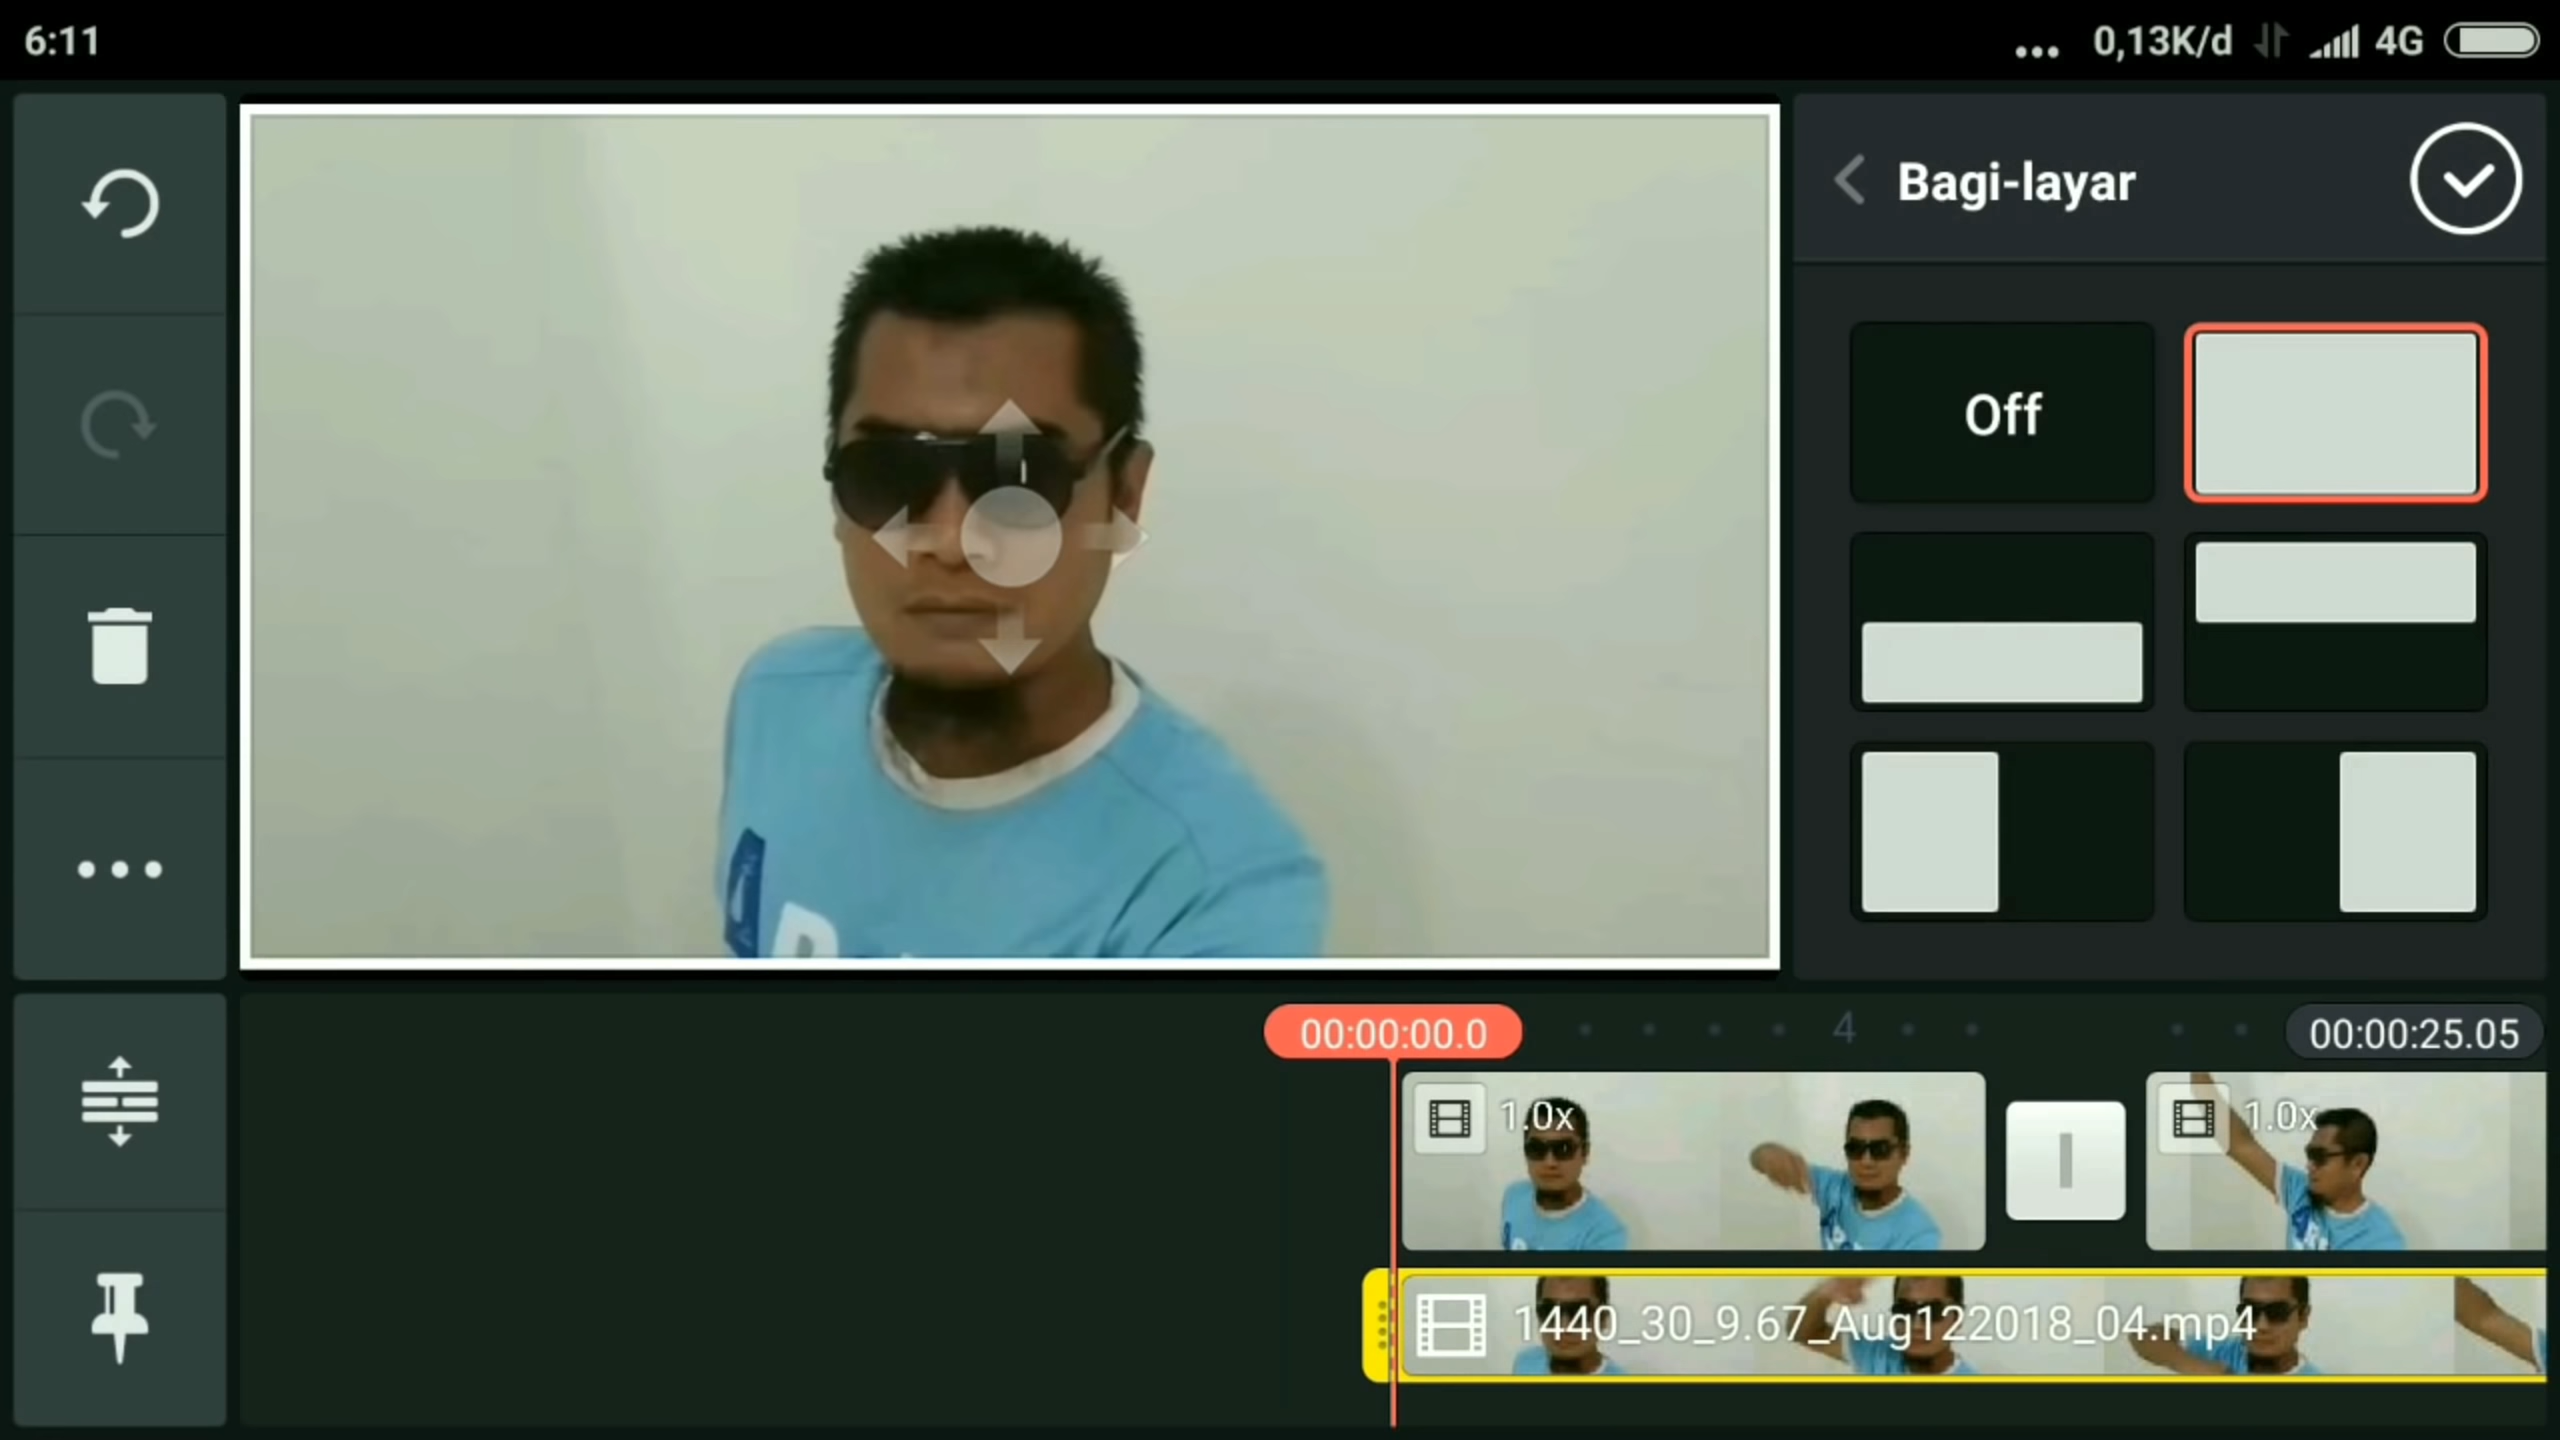 6:11
... 0,13K/d 4G
Bagi-layar
Off
00:00:00.0
4
00:00:25.05
1.0x
1.0x
1440_30_9.67_Aug122018_04.mp4